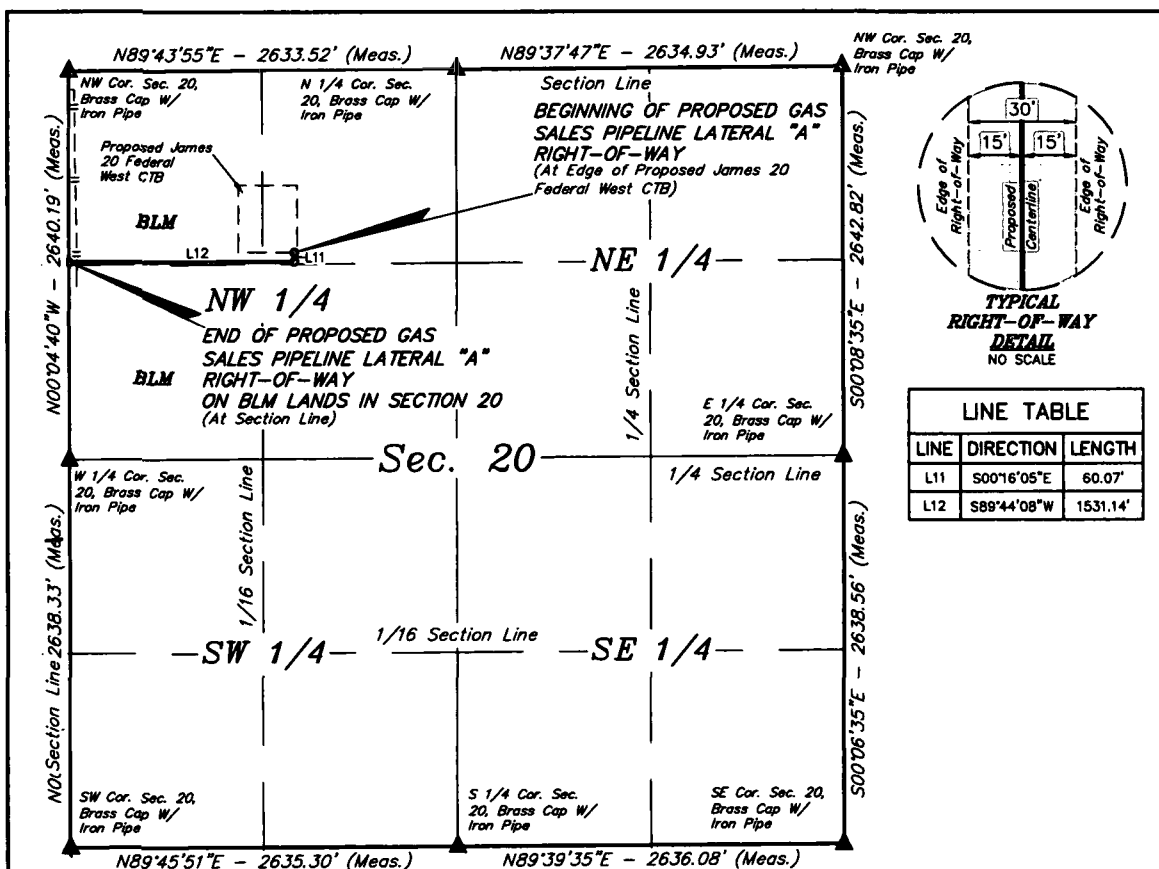 N89°43'55"E - 2633.52' (Meas.)
N89°37'47"E - 2634.93' (Meas.)
NW Cor. Sec. 20,
Brass Cap W/
Iron Pipe
NW Cor. Sec. 20,
Brass Cap W/
Iron Pipe
N 1/4 Cor. Sec.
20, Brass Cap W/
Iron Pipe
Section Line
BEGINNING OF PROPOSED GAS
SALES PIPELINE LATERAL "A"
RIGHT-OF-WAY
(At Edge of Proposed James 20
Federal West CTB)
Proposed James
20 Federal
West CTB
BLM
L12
L11
N00°04'40"W - 2640.19' (Meas.)
S00°08'35"E - 2642.82' (Meas.)
NW 1/4
NE 1/4
END OF PROPOSED GAS
SALES PIPELINE LATERAL "A"
RIGHT-OF-WAY
ON BLM LANDS IN SECTION 20
(At Section Line)
BLM
1/4 Section Line
E 1/4 Cor. Sec.
20, Brass Cap W/
Iron Pipe
Sec. 20
1/4 Section Line
W 1/4 Cor. Sec.
20, Brass Cap W/
Iron Pipe
Section Line 2638.33' (Meas.)
1/16 Section Line
1/16 Section Line
SW 1/4
SE 1/4
S00°06'35"E - 2638.56' (Meas.)
SW Cor. Sec. 20,
Brass Cap W/
Iron Pipe
S 1/4 Cor. Sec.
20, Brass Cap W/
Iron Pipe
SE Cor. Sec. 20,
Brass Cap W/
Iron Pipe
N89°45'51"E - 2635.30' (Meas.)
N89°39'35"E - 2636.08' (Meas.)
30'
15' 15'
Edge of
Right-of-Way
Proposed
Centerline
Edge of
Right-of-Way
TYPICAL
RIGHT-OF-WAY
DETAIL
NO SCALE
LINE TABLE
LINE DIRECTION LENGTH
L11 S00°16'05"E 60.07'
L12 S89°44'08"W 1531.14'